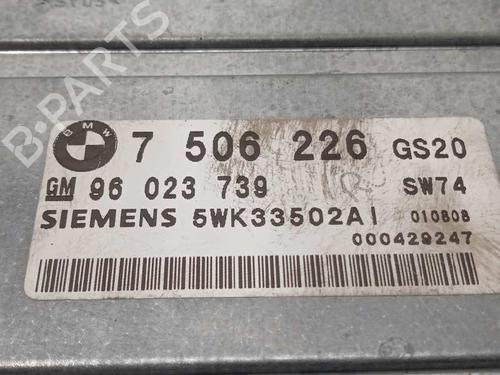 BMW
7 506 226 GS20
GM 96 023 739 SW74
SIEMENS 5WK33502AI 010808
000429247
B-PARTS